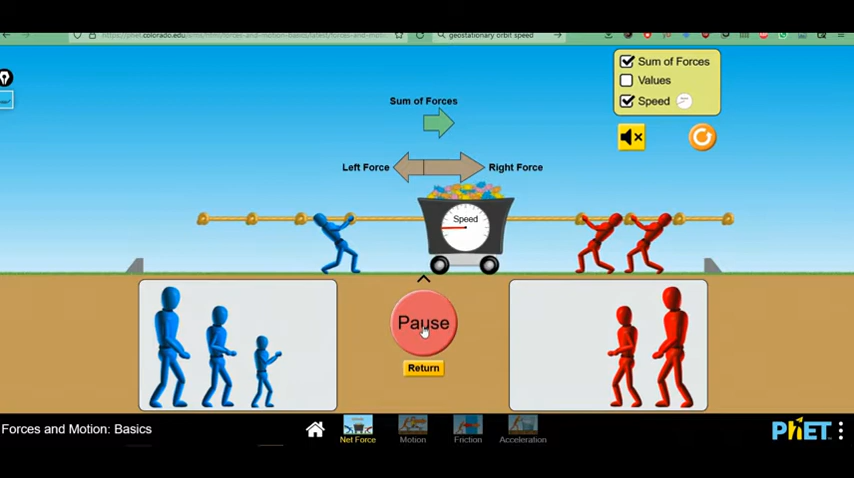 https://phet.colorado.edu
geostationary orbit speed
Sum of Forces
Values
Speed
Sum of Forces
Left Force
Right Force
Speed
Pause
Return
Forces and Motion: Basics
Net Force
Motion
Friction
Acceleration
PhET